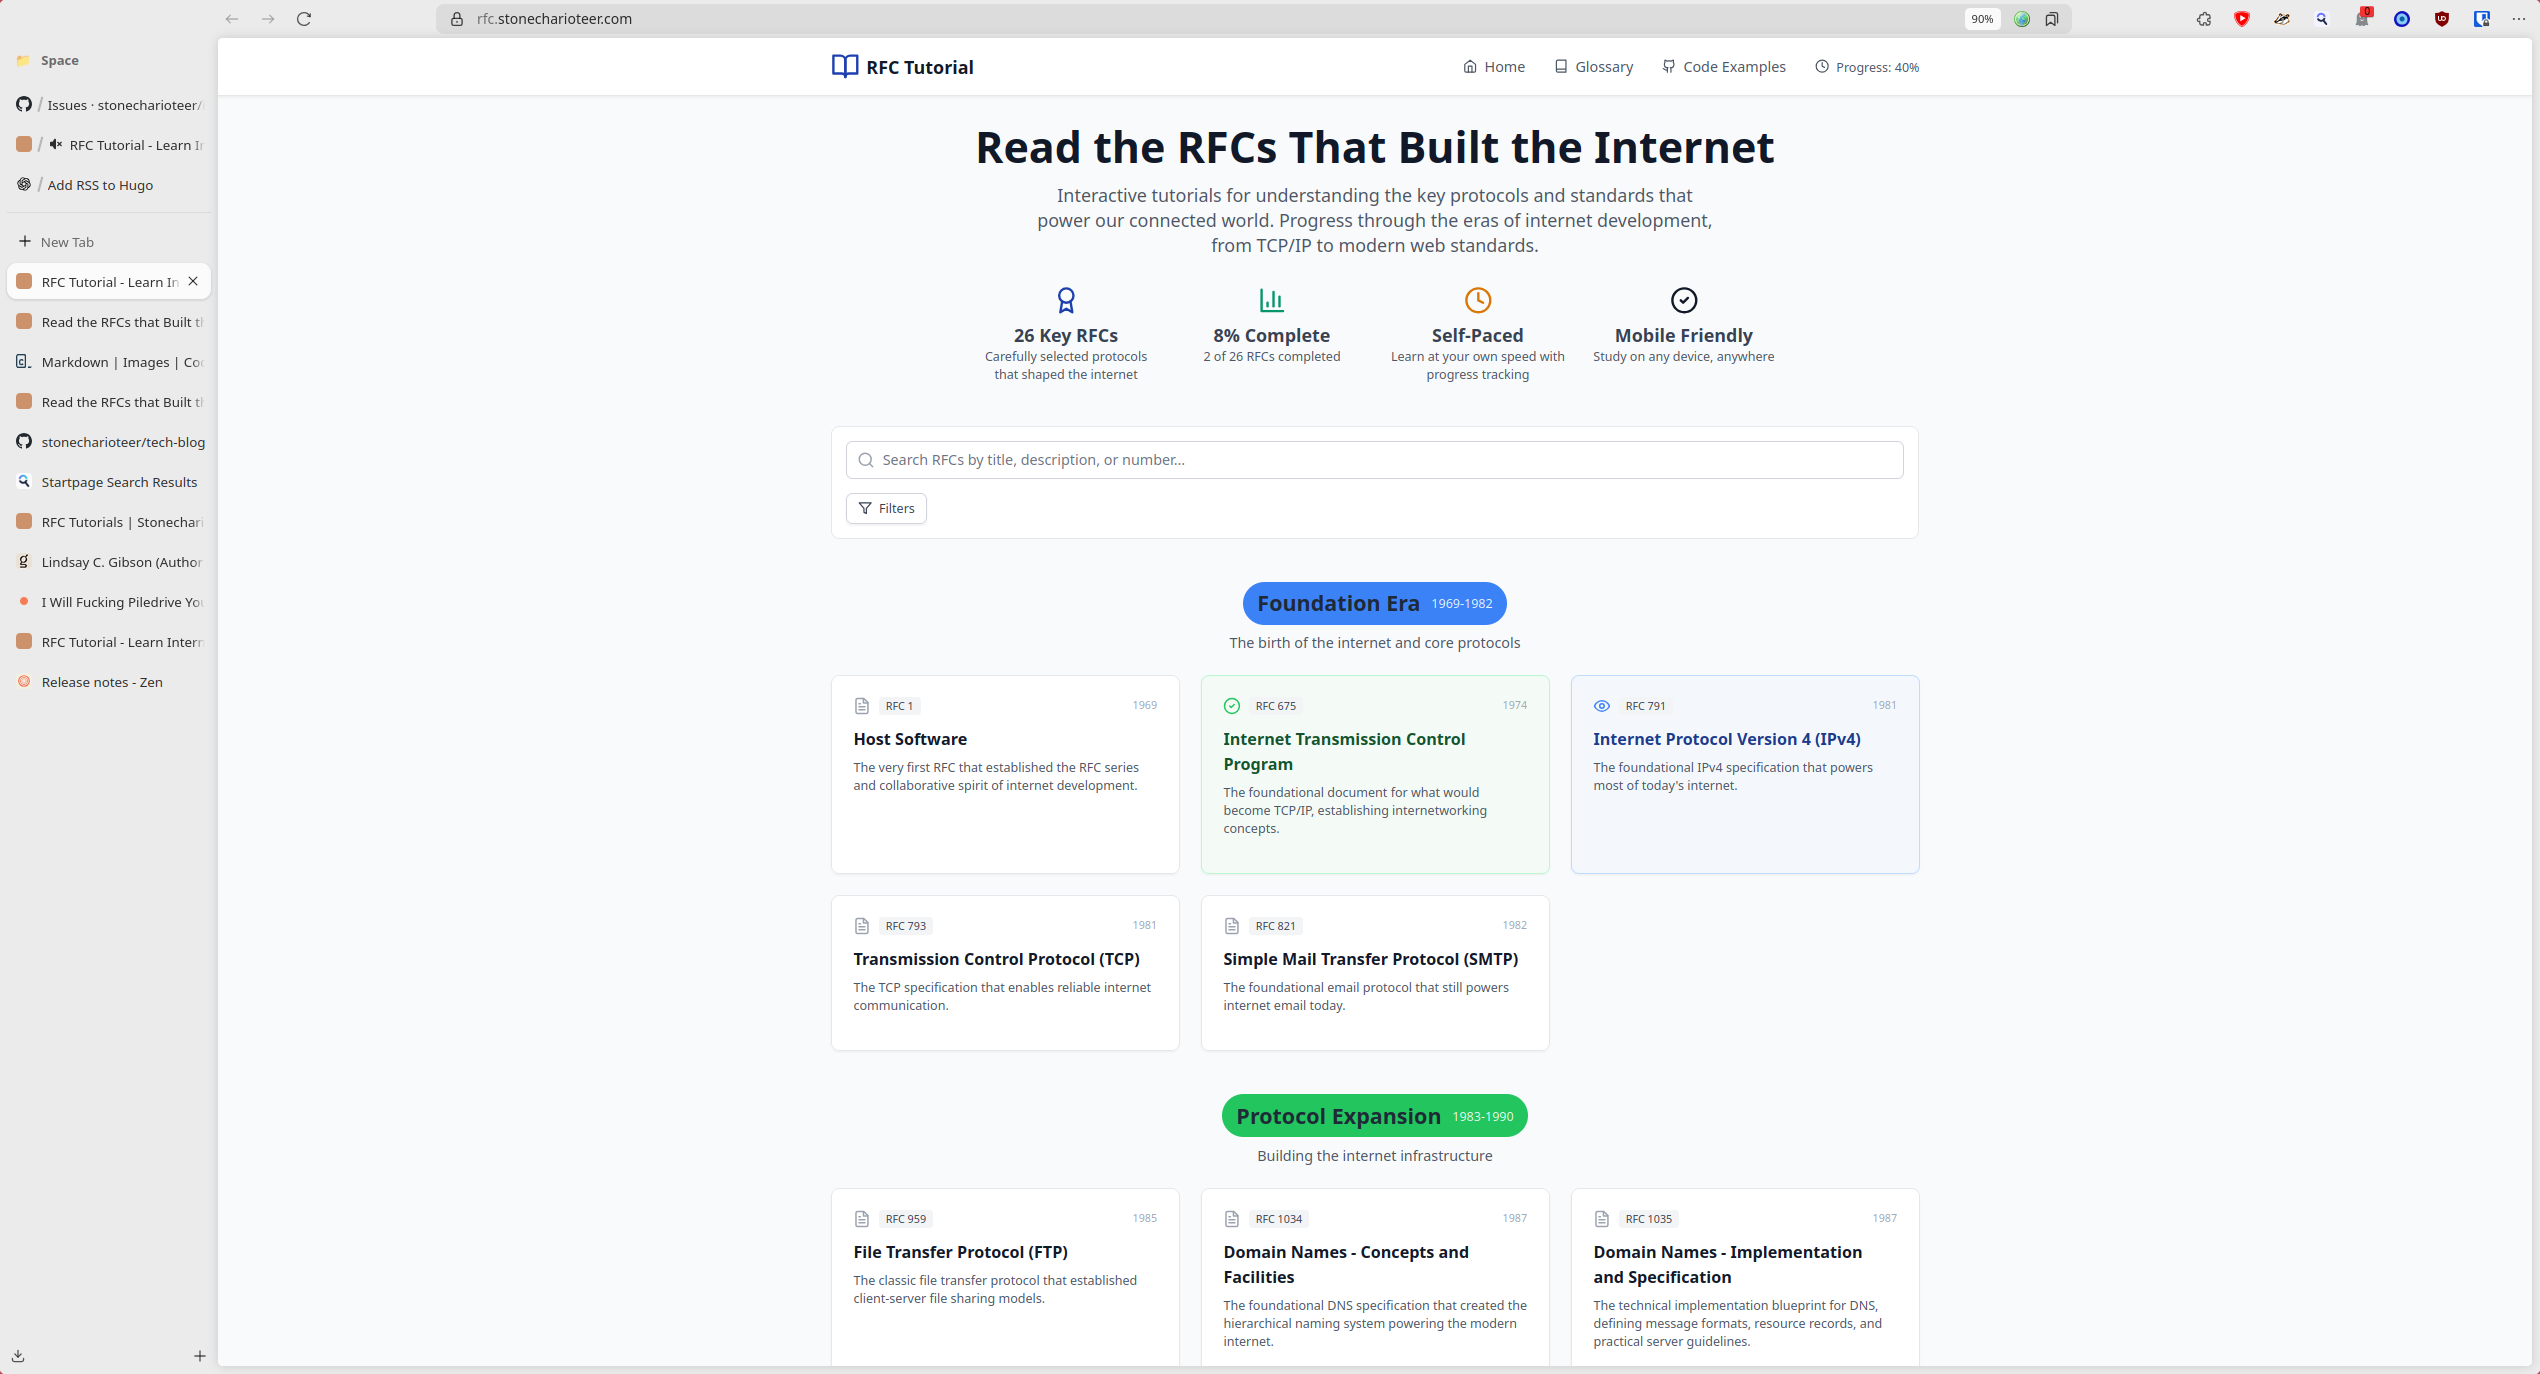 rfc.stonecharioteer.com
90%
0
Space
/ Issues · stonecharioteer/
/ RFC Tutorial - Learn In
/ Add RSS to Hugo
New Tab
RFC Tutorial - Learn In
Read the RFCs that Built th
Markdown | Images | Co
Read the RFCs that Built th
stonecharioteer/tech-blog
Startpage Search Results
RFC Tutorials | Stonechari
Lindsay C. Gibson (Author
I Will Fucking Piledrive You
RFC Tutorial - Learn Intern
Release notes - Zen
RFC Tutorial
Home
Glossary
Code Examples
Progress: 40%
Read the RFCs That Built the Internet
Interactive tutorials for understanding the key protocols and standards that
power our connected world. Progress through the eras of internet development,
from TCP/IP to modern web standards.
26 Key RFCs
Carefully selected protocols
that shaped the internet
8% Complete
2 of 26 RFCs completed
Self-Paced
Learn at your own speed with
progress tracking
Mobile Friendly
Study on any device, anywhere
Search RFCs by title, description, or number...
Filters
Foundation Era 1969-1982
The birth of the internet and core protocols
RFC 1 1969
Host Software
The very first RFC that established the RFC series
and collaborative spirit of internet development.
RFC 675 1974
Internet Transmission Control
Program
The foundational document for what would
become TCP/IP, establishing internetworking
concepts.
RFC 791 1981
Internet Protocol Version 4 (IPv4)
The foundational IPv4 specification that powers
most of today's internet.
RFC 793 1981
Transmission Control Protocol (TCP)
The TCP specification that enables reliable internet
communication.
RFC 821 1982
Simple Mail Transfer Protocol (SMTP)
The foundational email protocol that still powers
internet email today.
Protocol Expansion 1983-1990
Building the internet infrastructure
RFC 959 1985
File Transfer Protocol (FTP)
The classic file transfer protocol that established
client-server file sharing models.
RFC 1034 1987
Domain Names - Concepts and
Facilities
The foundational DNS specification that created the
hierarchical naming system powering the modern
internet.
RFC 1035 1987
Domain Names - Implementation
and Specification
The technical implementation blueprint for DNS,
defining message formats, resource records, and
practical server guidelines.